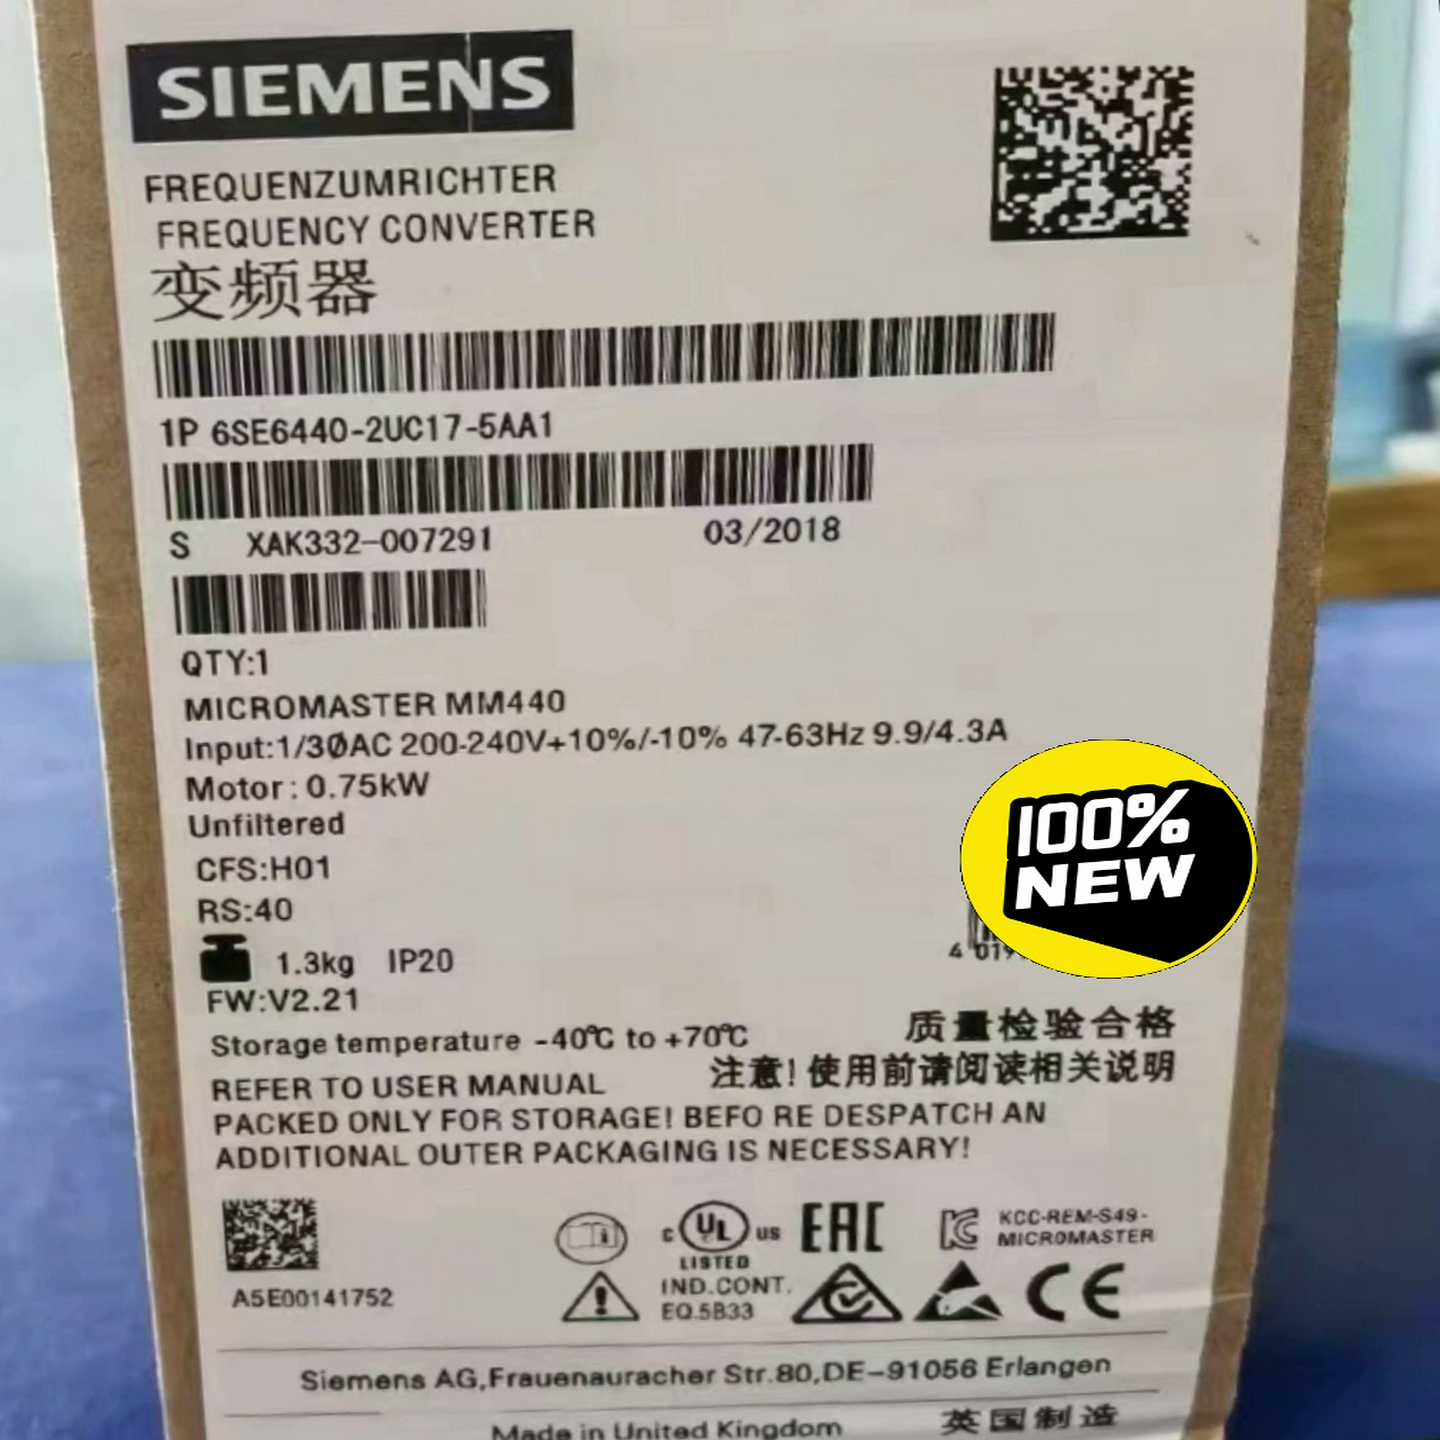 SIEMENS
FREQUENZUMRICHTER
FREQUENCY CONVERTER
变频器
1P 6SE6440-2UC17-5AA1
S XAK332-007291 03/2018
QTY:1
MICROMASTER MM440
Input:1/3ØAC 200-240V+10%/-10% 47-63Hz 9.9/4.3A
Motor: 0.75kW
Unfiltered
CFS:H01
RS:40
1.3kg IP20
FW:V2.21
100%
NEW
4 019
Storage temperature -40℃ to +70℃
质量检验合格
REFER TO USER MANUAL
注意!使用前请阅读相关说明
PACKED ONLY FOR STORAGE! BEFO RE DESPATCH AN
ADDITIONAL OUTER PACKAGING IS NECESSARY!
A5E00141752
C UL US
LISTED
IND.CONT.
EQ.5B33
EAC
KCC-REM-S49-
MICROMASTER
CE
Siemens AG,Frauenauracher Str.80,DE-91056 Erlangen
Made in United Kingdom 英国制造